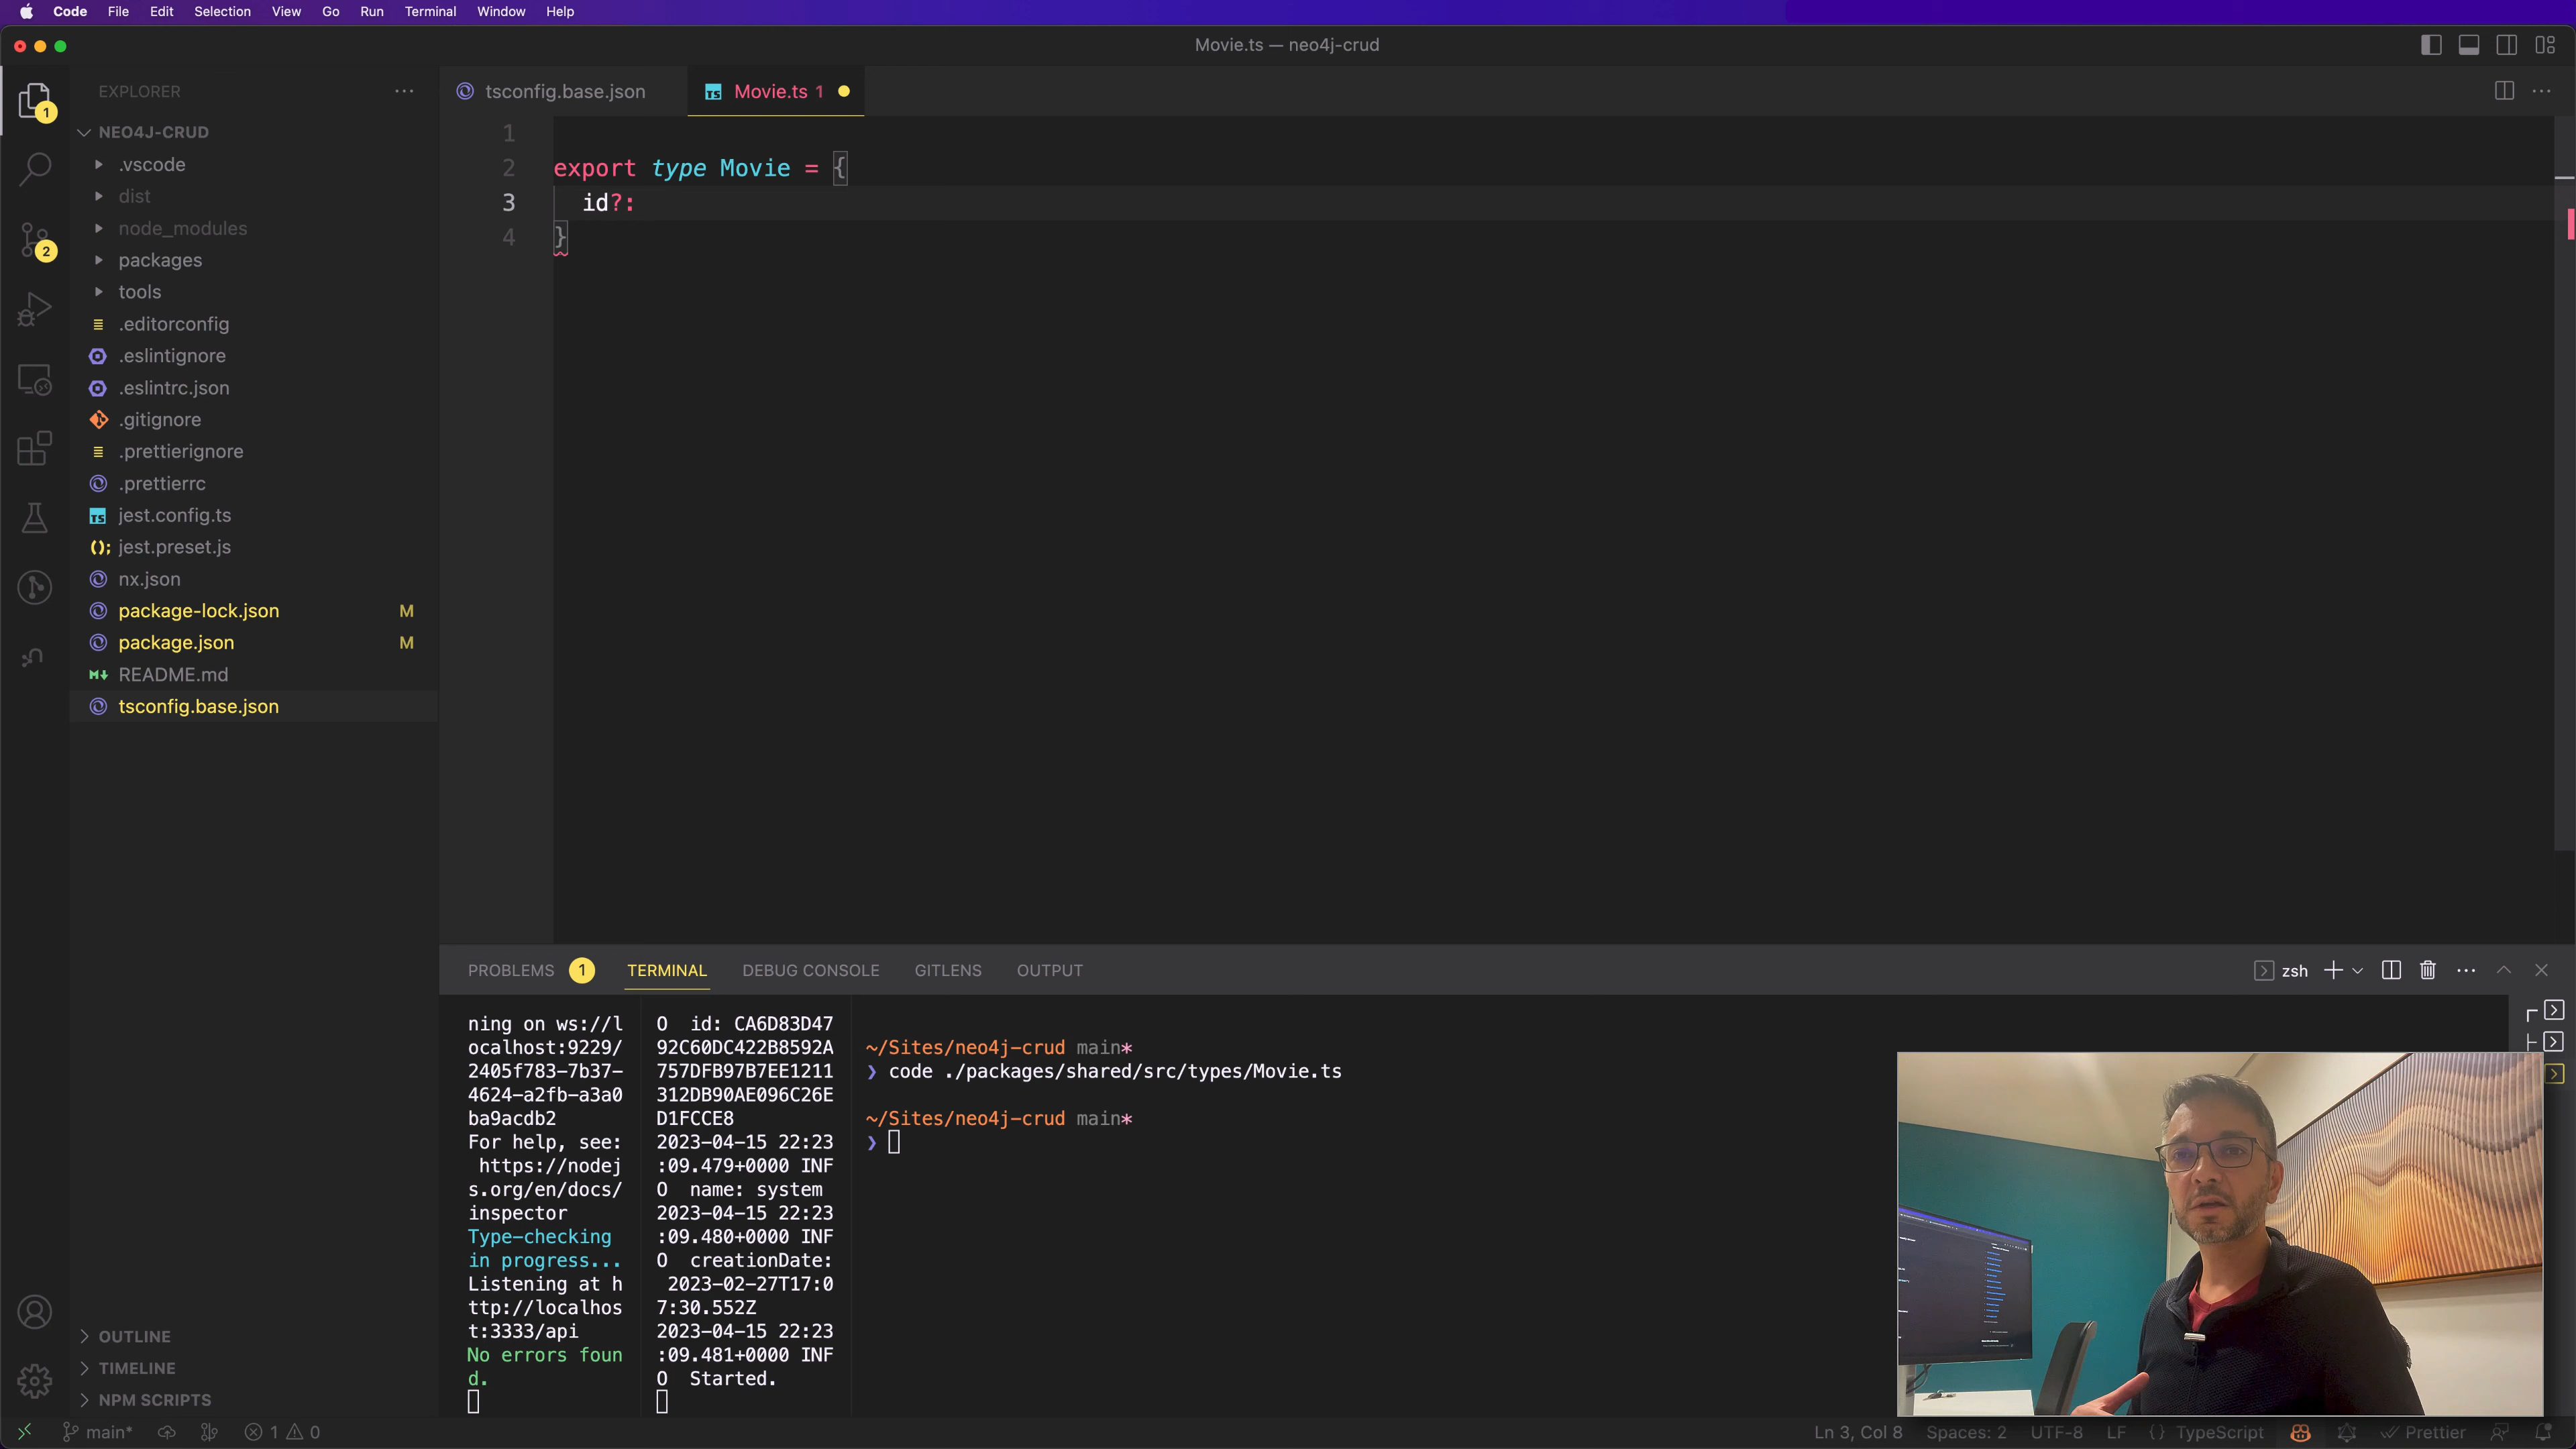 Code File Edit Selection View Go Run Terminal Window Help
Movie.ts — neo4j-crud
EXPLORER
1
NEO4J-CRUD
.vscode
dist
node_modules
2
packages
tools
.editorconfig
.eslintignore
.eslintrc.json
.gitignore
.prettierignore
.prettierrc
jest.config.ts
jest.preset.js
nx.json
package-lock.json M
package.json M
README.md
tsconfig.base.json
OUTLINE
TIMELINE
NPM SCRIPTS
tsconfig.base.json
TS Movie.ts 1
1
2 export type Movie = {
3 id?:
4 }
PROBLEMS 1 TERMINAL DEBUG CONSOLE GITLENS OUTPUT
zsh
ning on ws://l
ocalhost:9229/
2405f783-7b37-
4624-a2fb-a3a0
ba9acdb2
For help, see:
https://nodej
s.org/en/docs/
inspector
Type-checking
in progress...
Listening at h
ttp://localhos
t:3333/api
No errors foun
d.
O id: CA6D83D47
92C60DC422B8592A
757DFB97B7EE1211
312DB90AE096C26E
D1FCCE8
2023-04-15 22:23
:09.479+0000 INF
O name: system
2023-04-15 22:23
:09.480+0000 INF
O creationDate:
2023-02-27T17:0
7:30.552Z
2023-04-15 22:23
:09.481+0000 INF
O Started.
~/Sites/neo4j-crud main*
❯ code ./packages/shared/src/types/Movie.ts
~/Sites/neo4j-crud main*
❯
main* 1 0
Ln 3, Col 8 Spaces: 2 UTF-8 LF {} TypeScript Prettier